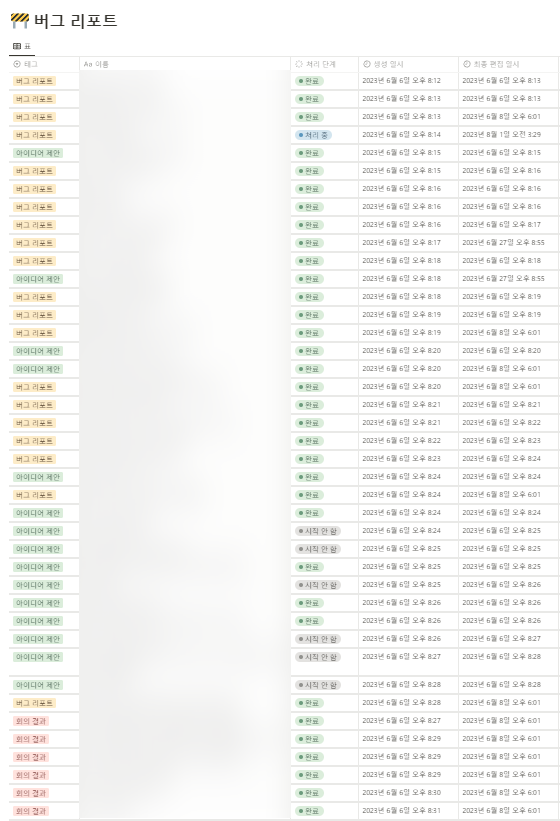 버그 리포트
표
태그 Aa 이름 처리 단계 생성 일시 최종 편집 일시
버그 리포트 완료 2023년 6월 6일 오후 8:12 2023년 6월 6일 오후 8:13
버그 리포트 완료 2023년 6월 6일 오후 8:13 2023년 6월 6일 오후 8:13
버그 리포트 완료 2023년 6월 6일 오후 8:13 2023년 6월 8일 오후 6:01
버그 리포트 처리 중 2023년 6월 6일 오후 8:14 2023년 8월 1일 오전 3:29
아이디어 제안 완료 2023년 6월 6일 오후 8:15 2023년 6월 6일 오후 8:15
버그 리포트 완료 2023년 6월 6일 오후 8:15 2023년 6월 6일 오후 8:16
버그 리포트 완료 2023년 6월 6일 오후 8:16 2023년 6월 6일 오후 8:16
버그 리포트 완료 2023년 6월 6일 오후 8:16 2023년 6월 6일 오후 8:16
버그 리포트 완료 2023년 6월 6일 오후 8:16 2023년 6월 6일 오후 8:17
버그 리포트 완료 2023년 6월 6일 오후 8:17 2023년 6월 27일 오후 8:55
버그 리포트 완료 2023년 6월 6일 오후 8:18 2023년 6월 6일 오후 8:18
아이디어 제안 완료 2023년 6월 6일 오후 8:18 2023년 6월 27일 오후 8:55
버그 리포트 완료 2023년 6월 6일 오후 8:18 2023년 6월 6일 오후 8:19
버그 리포트 완료 2023년 6월 6일 오후 8:19 2023년 6월 6일 오후 8:19
버그 리포트 완료 2023년 6월 6일 오후 8:19 2023년 6월 8일 오후 6:01
아이디어 제안 완료 2023년 6월 6일 오후 8:20 2023년 6월 6일 오후 8:20
아이디어 제안 완료 2023년 6월 6일 오후 8:20 2023년 6월 8일 오후 6:01
버그 리포트 완료 2023년 6월 6일 오후 8:20 2023년 6월 8일 오후 6:01
버그 리포트 완료 2023년 6월 6일 오후 8:21 2023년 6월 6일 오후 8:21
버그 리포트 완료 2023년 6월 6일 오후 8:21 2023년 6월 6일 오후 8:22
버그 리포트 완료 2023년 6월 6일 오후 8:22 2023년 6월 6일 오후 8:23
버그 리포트 완료 2023년 6월 6일 오후 8:23 2023년 6월 6일 오후 8:24
아이디어 제안 완료 2023년 6월 6일 오후 8:24 2023년 6월 6일 오후 8:24
버그 리포트 완료 2023년 6월 6일 오후 8:24 2023년 6월 8일 오후 6:01
아이디어 제안 완료 2023년 6월 6일 오후 8:24 2023년 6월 6일 오후 8:24
아이디어 제안 시작 안 함 2023년 6월 6일 오후 8:24 2023년 6월 6일 오후 8:25
아이디어 제안 시작 안 함 2023년 6월 6일 오후 8:25 2023년 6월 6일 오후 8:25
아이디어 제안 완료 2023년 6월 6일 오후 8:25 2023년 6월 6일 오후 8:25
아이디어 제안 시작 안 함 2023년 6월 6일 오후 8:25 2023년 6월 6일 오후 8:26
아이디어 제안 완료 2023년 6월 6일 오후 8:26 2023년 6월 6일 오후 8:26
아이디어 제안 완료 2023년 6월 6일 오후 8:26 2023년 6월 6일 오후 8:26
아이디어 제안 시작 안 함 2023년 6월 6일 오후 8:26 2023년 6월 6일 오후 8:27
아이디어 제안 시작 안 함 2023년 6월 6일 오후 8:27 2023년 6월 6일 오후 8:28
아이디어 제안 시작 안 함 2023년 6월 6일 오후 8:28 2023년 6월 6일 오후 8:28
버그 리포트 완료 2023년 6월 6일 오후 8:28 2023년 6월 8일 오후 6:01
회의 결과 완료 2023년 6월 6일 오후 8:27 2023년 6월 8일 오후 6:01
회의 결과 완료 2023년 6월 6일 오후 8:29 2023년 6월 8일 오후 6:01
회의 결과 완료 2023년 6월 6일 오후 8:29 2023년 6월 8일 오후 6:01
회의 결과 완료 2023년 6월 6일 오후 8:29 2023년 6월 8일 오후 6:01
회의 결과 완료 2023년 6월 6일 오후 8:30 2023년 6월 8일 오후 6:01
회의 결과 완료 2023년 6월 6일 오후 8:31 2023년 6월 8일 오후 6:01